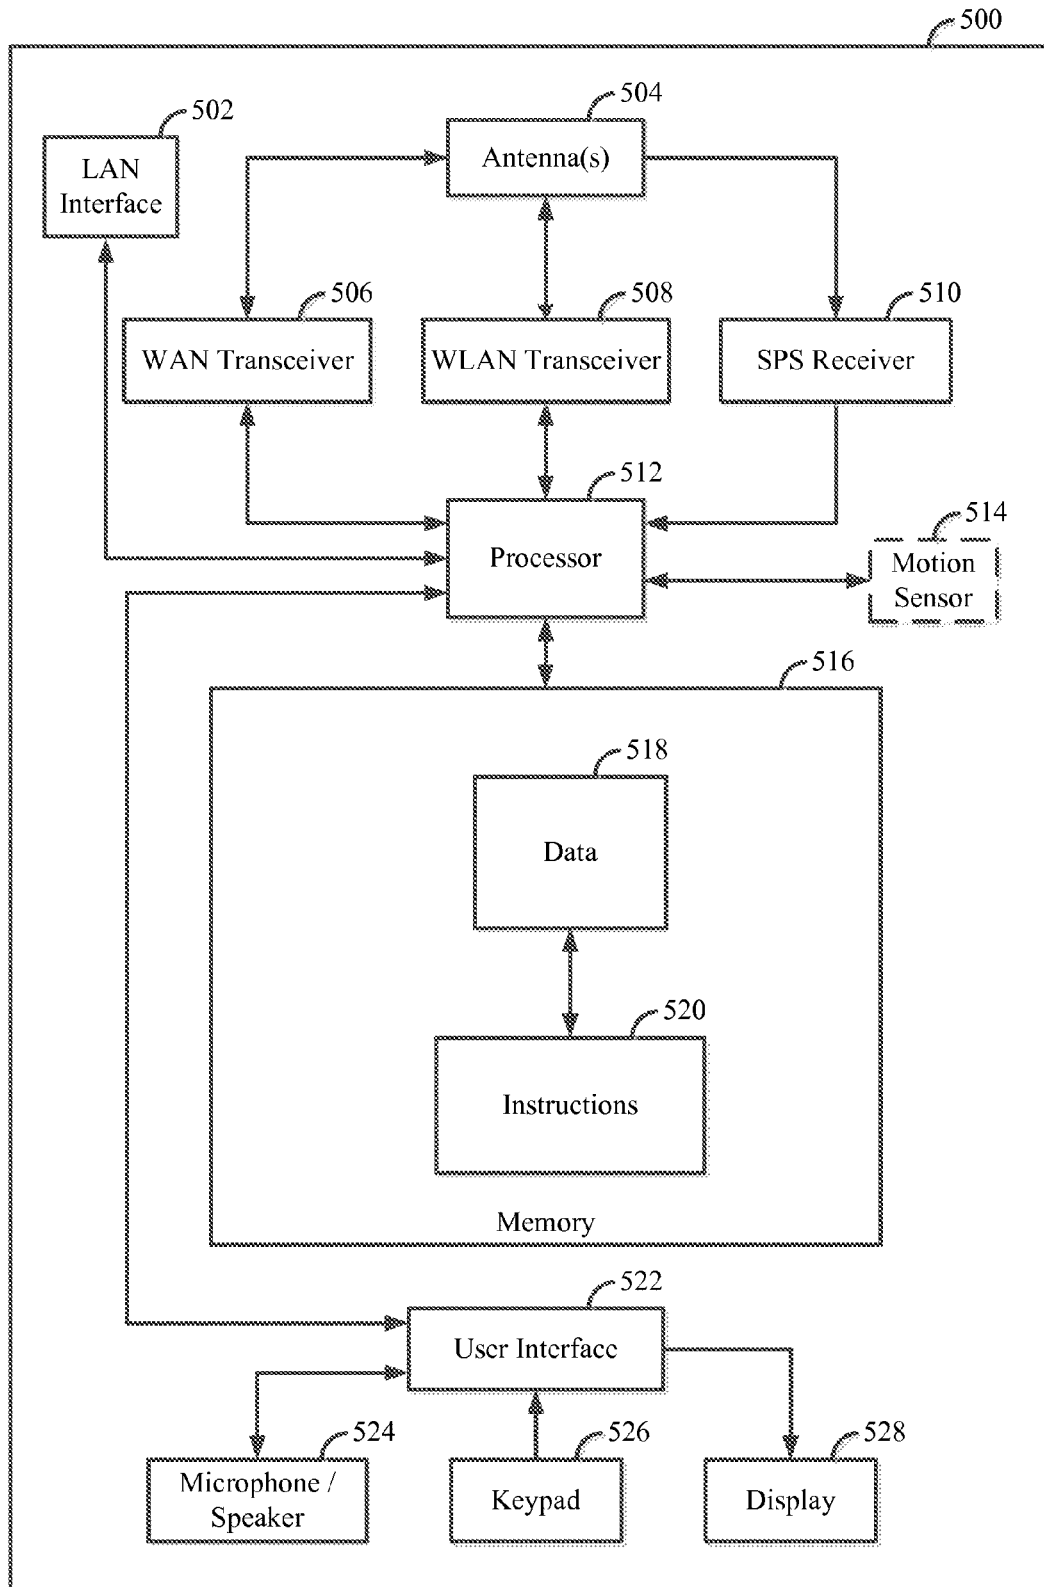 500
502
LAN
Interface
504
Antenna(s)
506
WAN Transceiver
508
WLAN Transceiver
510
SPS Receiver
512
Processor
514
Motion
Sensor
516
518
Data
520
Instructions
Memory
522
User Interface
524
Microphone /
Speaker
526
Keypad
528
Display